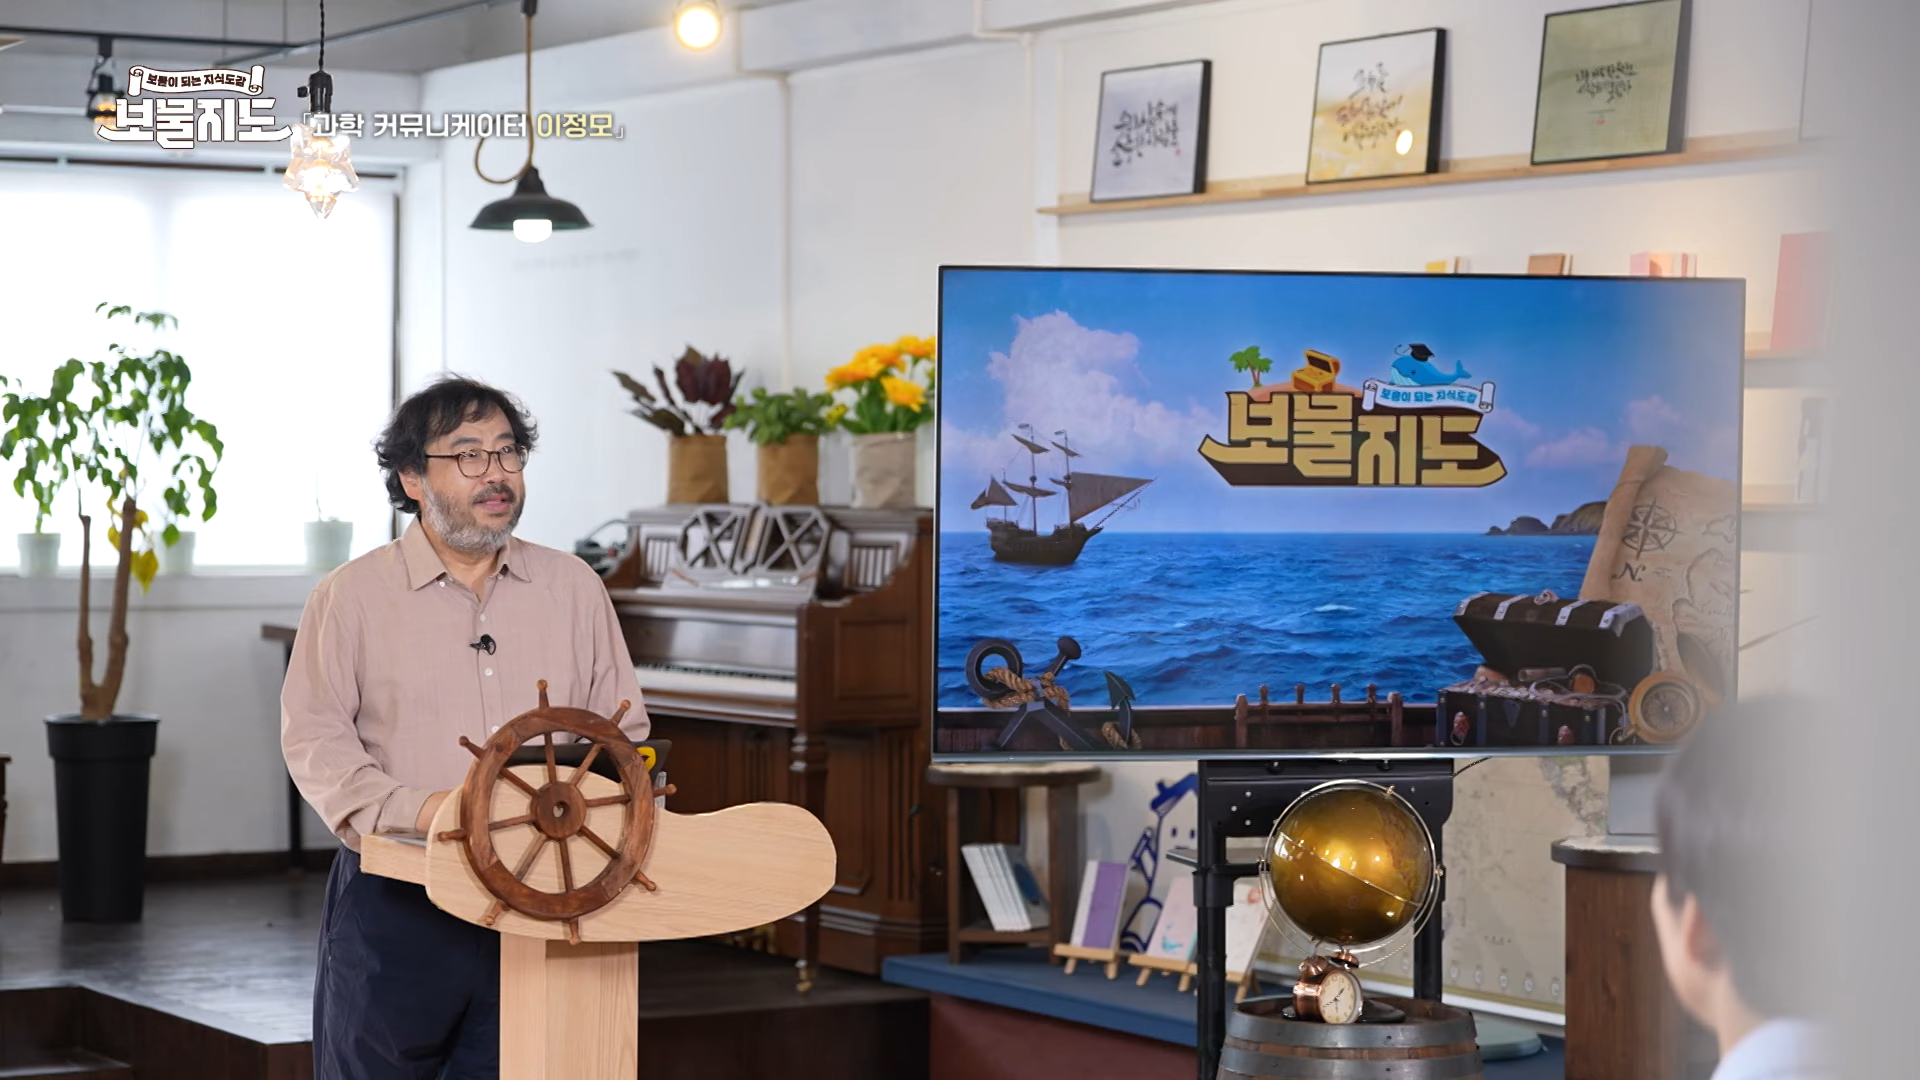 보물이 되는 지식도감
보물지도
「과학 커뮤니케이터 이정모」
보물이 되는 지식도감
보물지도
N.